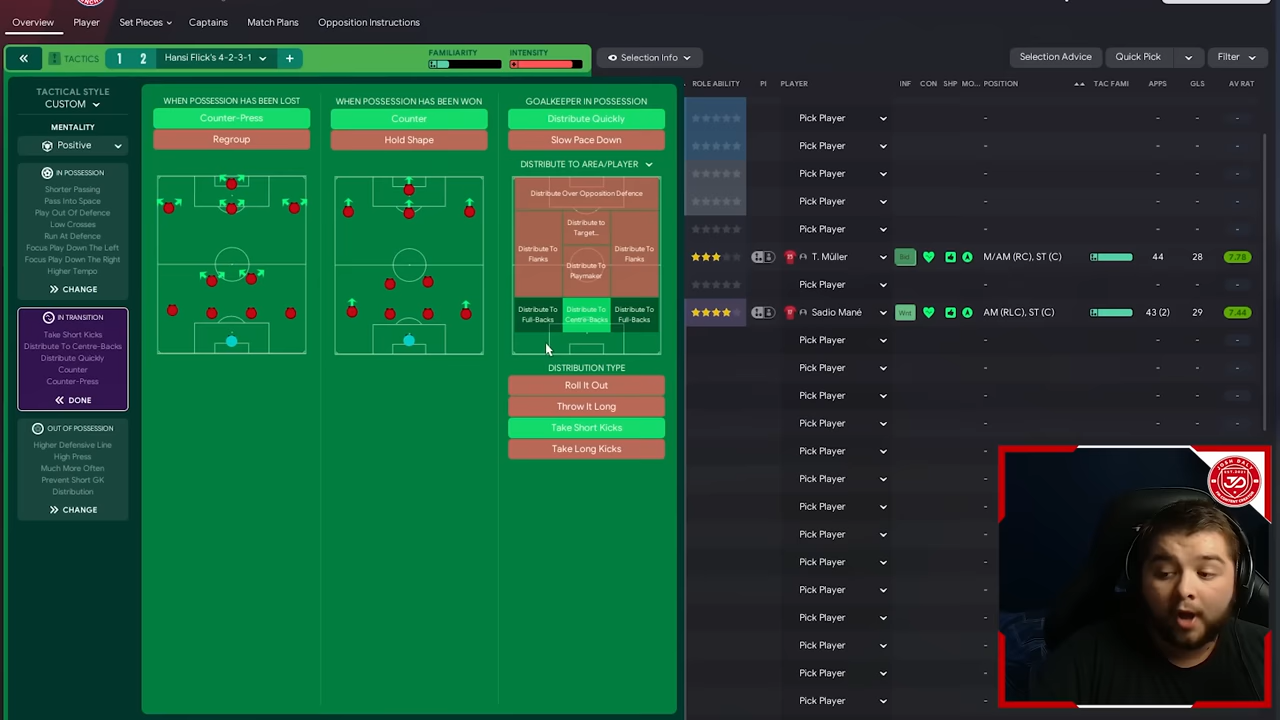 Overview Player Set Pieces Captains Match Plans Opposition Instructions
TACTICS 1 2 Hansi Flick's 4-2-3-1 + FAMILIARITY INTENSITY Selection Info Selection Advice Quick Pick Filter
TACTICAL STYLE
CUSTOM
MENTALITY
Positive
IN POSSESSION
Shorter Passing
Pass Into Space
Play Out Of Defence
Low Crosses
Run At Defence
Focus Play Down The Left
Focus Play Down The Right
Higher Tempo
CHANGE
IN TRANSITION
Take Short Kicks
Distribute To Centre-Backs
Distribute Quickly
Counter
Counter-Press
DONE
OUT OF POSSESSION
Higher Defensive Line
High Press
Much More Often
Prevent Short GK
Distribution
CHANGE
WHEN POSSESSION HAS BEEN LOST
Counter-Press
Regroup
WHEN POSSESSION HAS BEEN WON
Counter
Hold Shape
GOALKEEPER IN POSSESSION
Distribute Quickly
Slow Pace Down
DISTRIBUTE TO AREA/PLAYER
Distribute Over Opposition Defence
Distribute to
Target...
Distribute To
Flanks
Distribute To
Flanks
Distribute To
Playmaker
Distribute To
Full-Backs
Distribute To
Centre-Backs
Distribute To
Full-Backs
DISTRIBUTION TYPE
Roll It Out
Throw It Long
Take Short Kicks
Take Long Kicks
ROLE ABILITY PI PLAYER INF CON SHP MO... POSITION TAC FAMI APPS GLS AV RAT
Pick Player - - - -
Pick Player - - - -
Pick Player - - - -
Pick Player - - - -
Pick Player - - - -
T. Müller M/AM (RC), ST (C) 44 28 7.78
Pick Player - - - -
Sadio Mané Wnt AM (RLC), ST (C) 43 (2) 29 7.44
Pick Player - - - -
Pick Player - - - -
Pick Player - - - -
Pick Player - - - -
Pick Player - - - -
Pick Player
Pick Player
Pick Player
Pick Player
Pick Player
Pick Player
Pick Player
Pick Player
Pick Player
JOSH DALY
JD